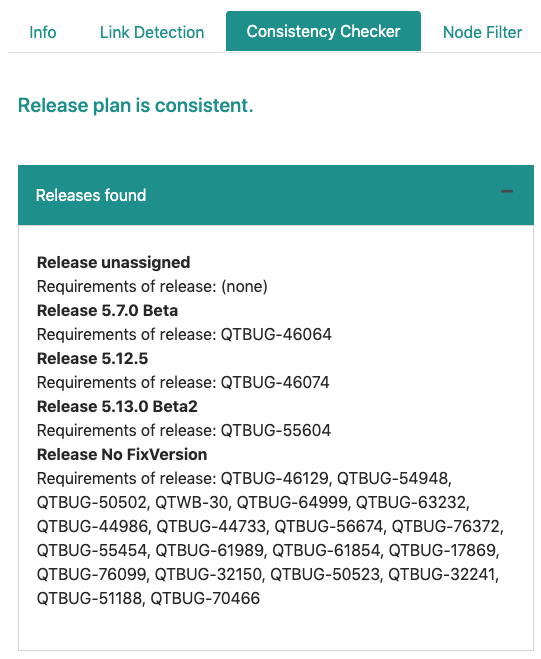 Info
Link Detection
Consistency Checker
Node Filter
Release plan is consistent.
Releases found
Release unassigned
Requirements of release: (none)
Release 5.7.0 Beta
Requirements of release: QTBUG-46064
Release 5.12.5
Requirements of release: QTBUG-46074
Release 5.13.0 Beta2
Requirements of release: QTBUG-55604
Release No FixVersion
Requirements of release: QTBUG-46129, QTBUG-54948,
QTBUG-50502, QTWB-30, QTBUG-64999, QTBUG-63232,
QTBUG-44986, QTBUG-44733, QTBUG-56674, QTBUG-76372,
QTBUG-55454, QTBUG-61989, QTBUG-61854, QTBUG-17869,
QTBUG-76099, QTBUG-32150, QTBUG-50523, QTBUG-32241,
QTBUG-51188, QTBUG-70466